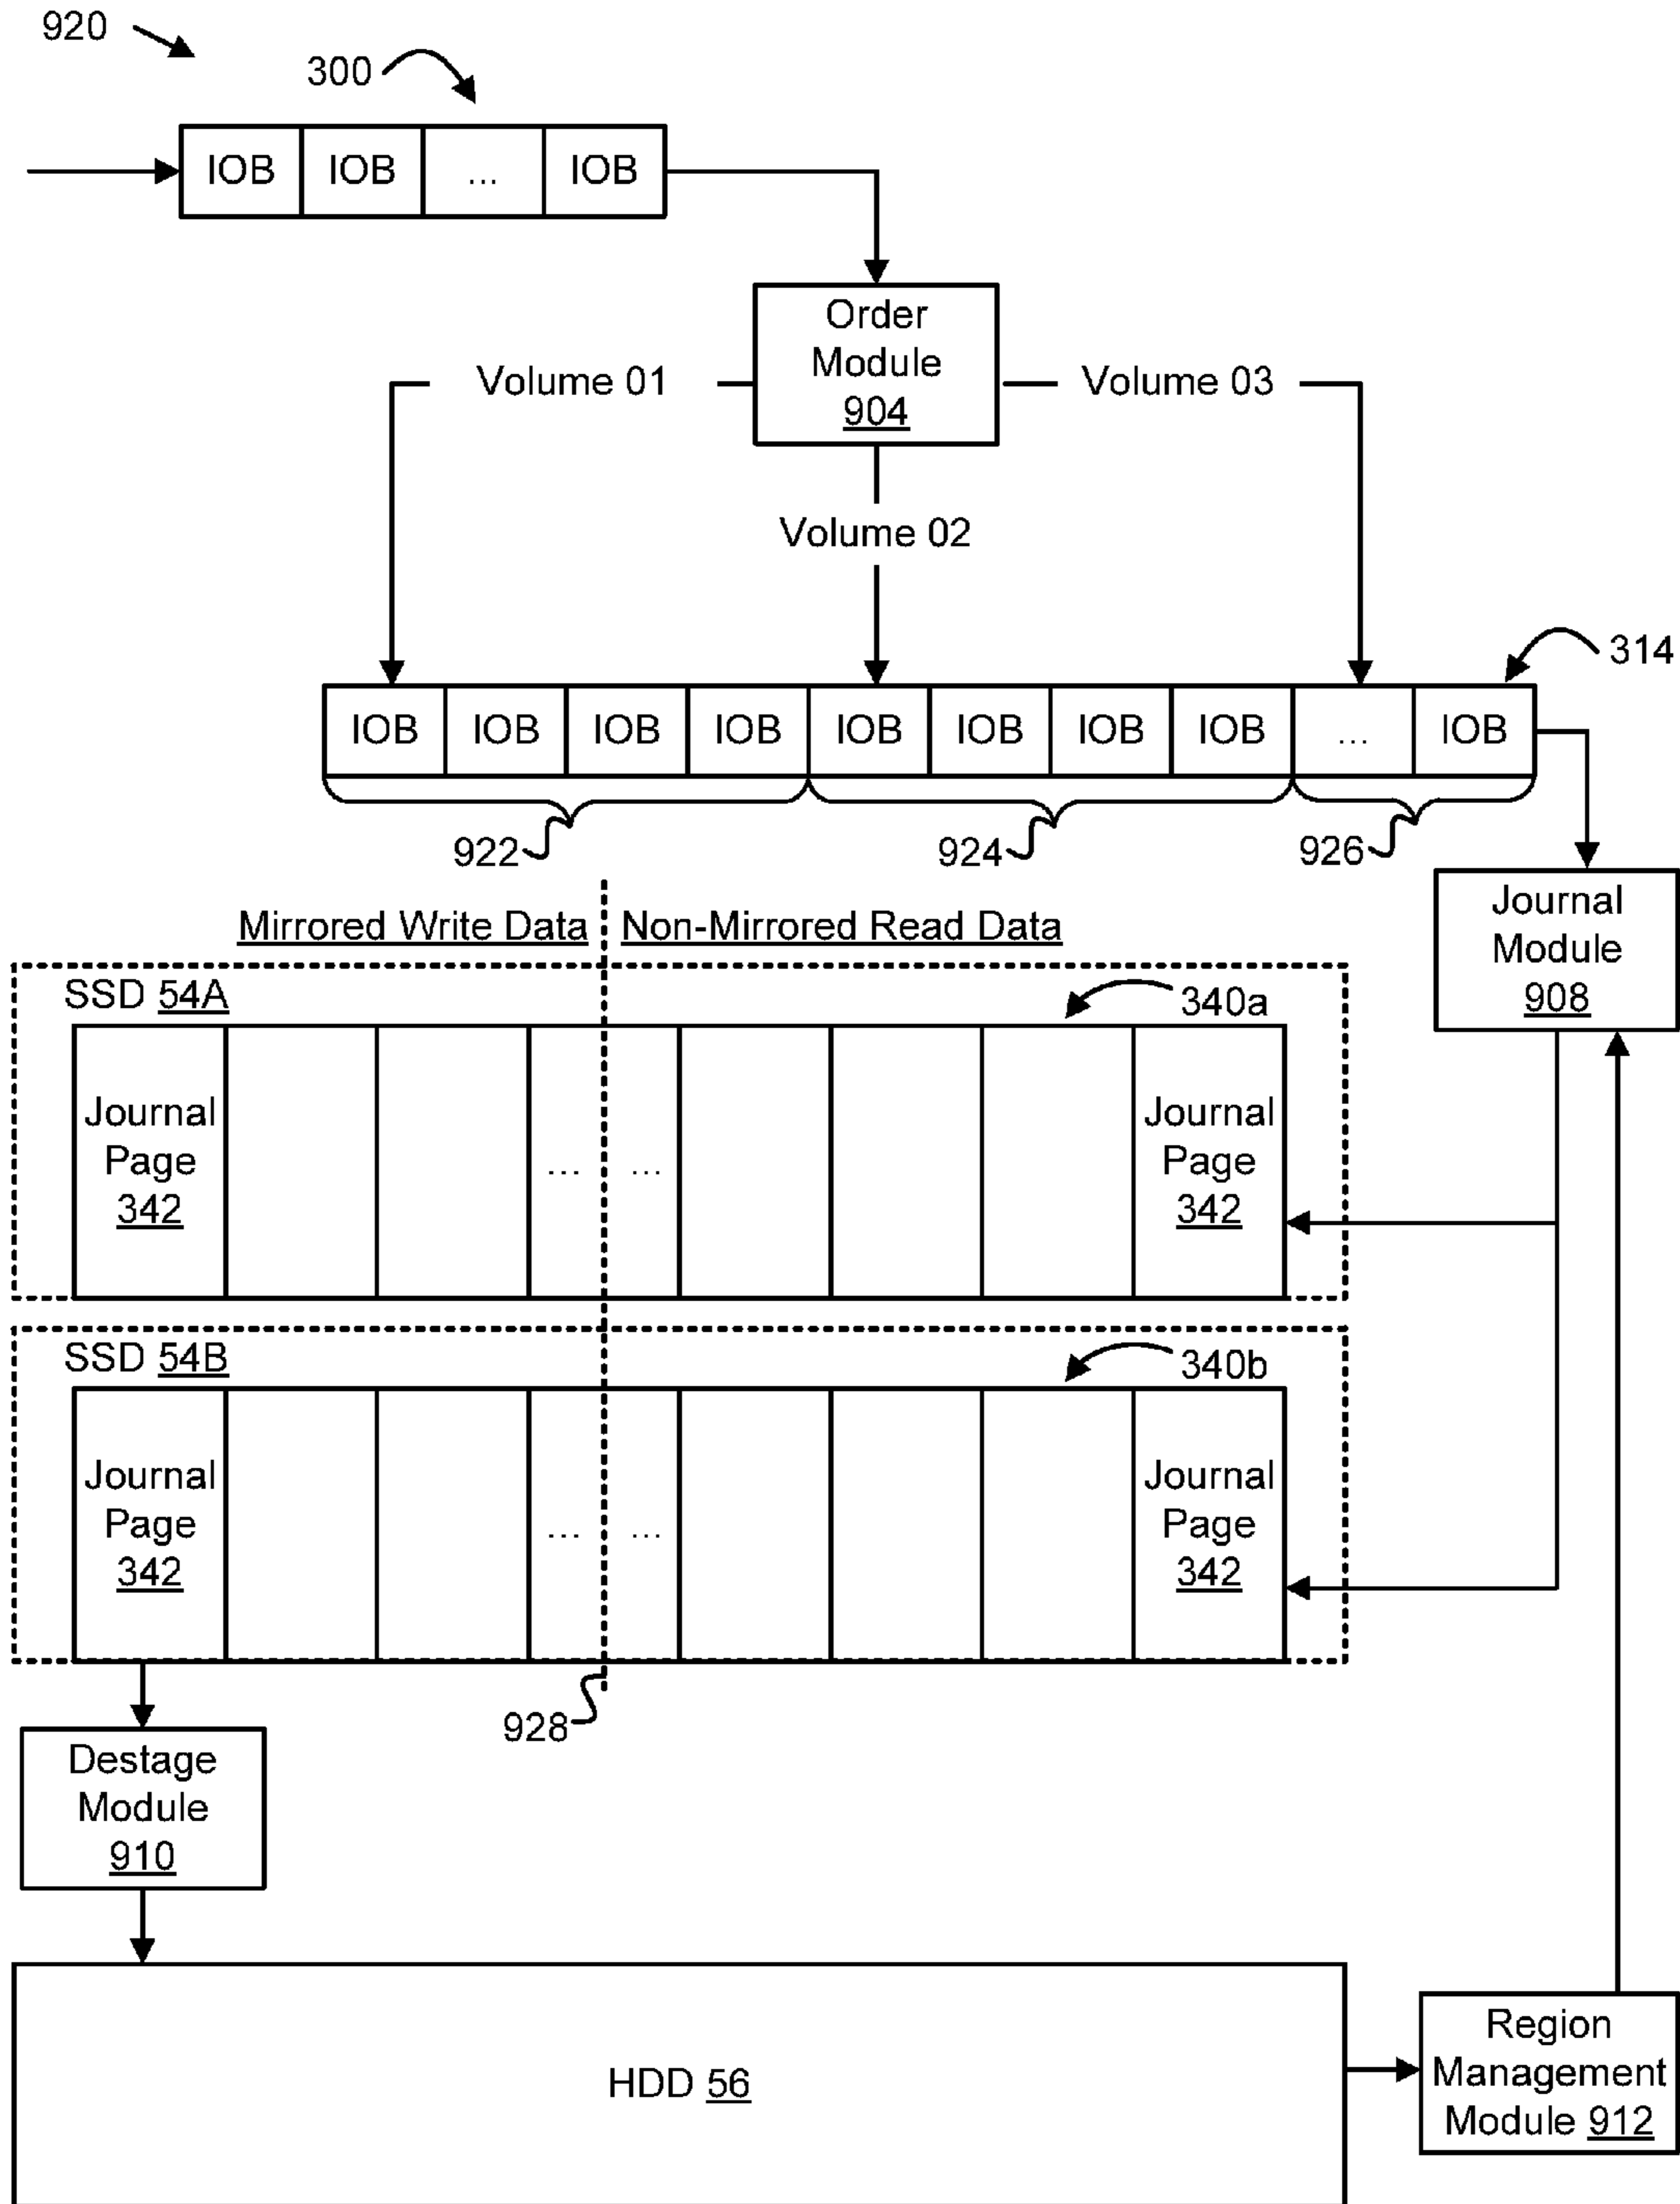 920
300
IOB IOB ... IOB
Order
Module
904
Volume 01
Volume 03
Volume 02
314
IOB IOB IOB IOB IOB IOB IOB IOB ... IOB
922
924
926
Journal
Module
908
Mirrored Write Data
Non-Mirrored Read Data
SSD 54A
340a
Journal
Page
342
... ...
Journal
Page
342
SSD 54B
340b
Journal
Page
342
... ...
Journal
Page
342
928
Destage
Module
910
HDD 56
Region
Management
Module 912